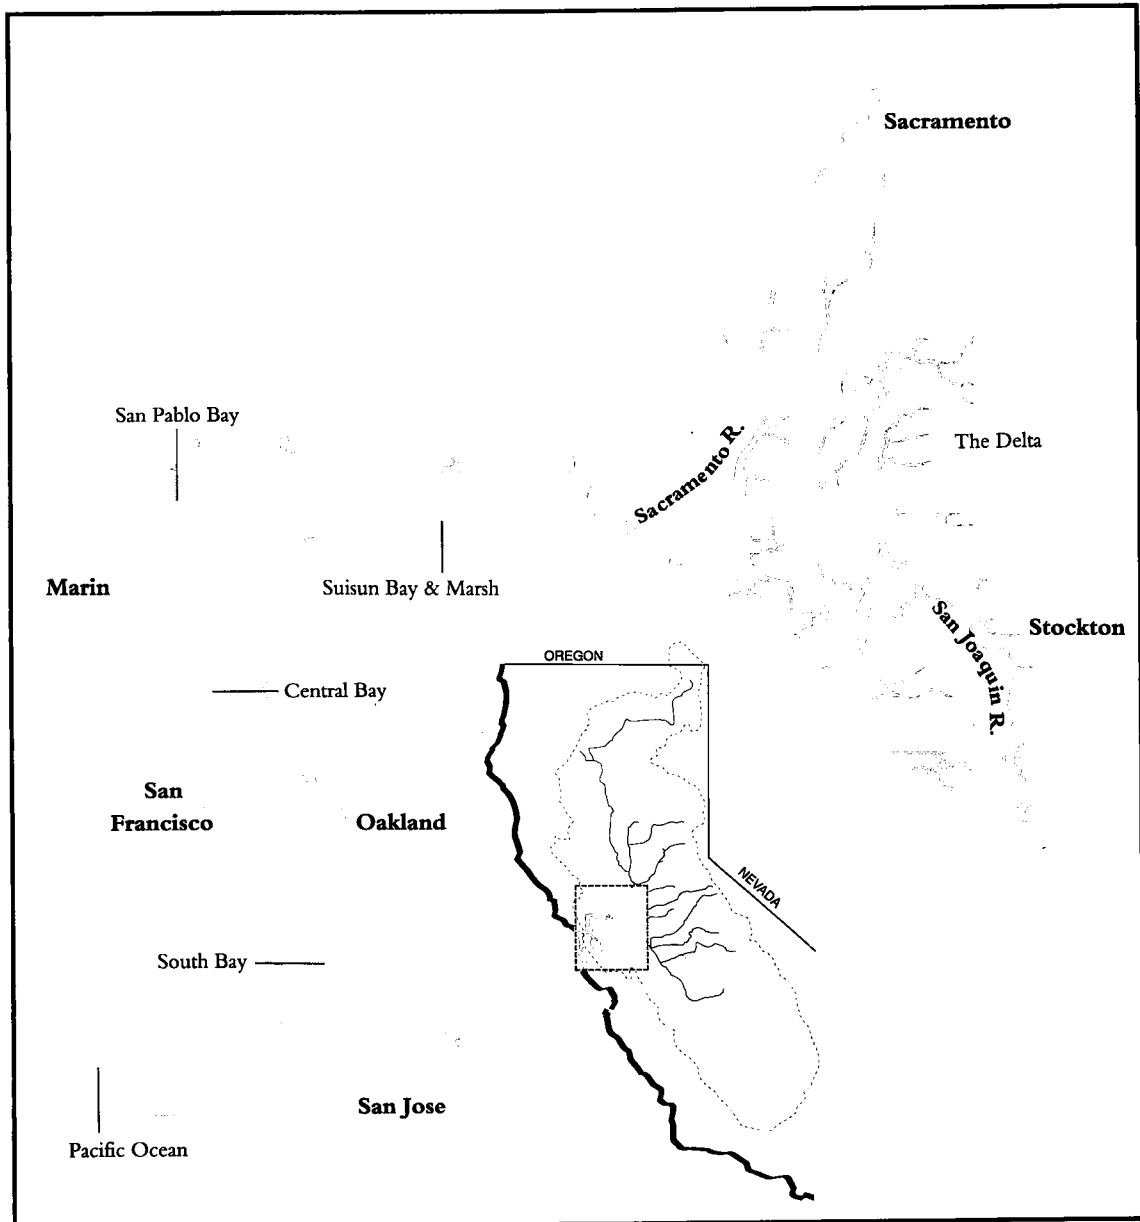 Sacramento
San Pablo Bay
Sacramento R.
The Delta
Marin
Suisun Bay & Marsh
San Joaquin R.
Stockton
OREGON
Central Bay
San
Francisco
Oakland
NEVADA
South Bay
San Jose
Pacific Ocean